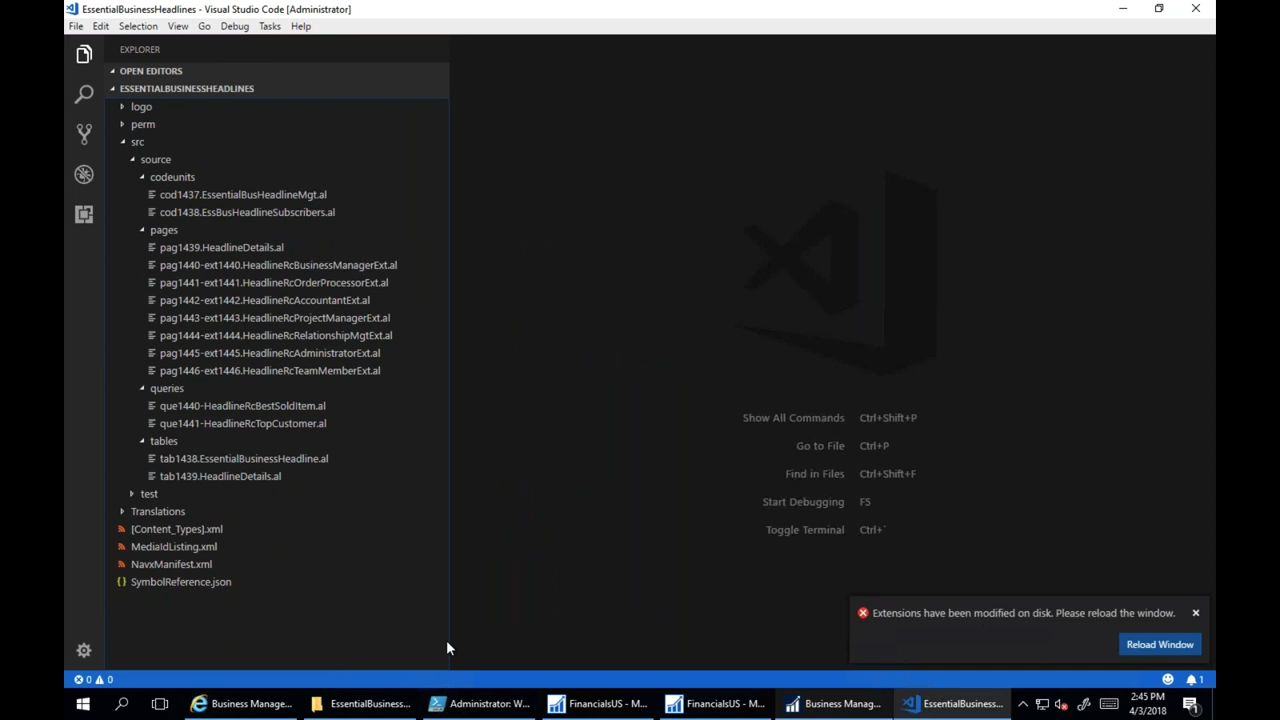 EssentialBusinessHeadlines - Visual Studio Code [Administrator]
File Edit Selection View Go Debug Tasks Help
EXPLORER
OPEN EDITORS
ESSENTIALBUSINESSHEADLINES
logo
perm
src
source
codeunits
cod1437.EssentialBusHeadlineMgt.al
cod1438.EssBusHeadlineSubscribers.al
pages
pag1439.HeadlineDetails.al
pag1440-ext1440.HeadlineRcBusinessManagerExt.al
pag1441-ext1441.HeadlineRcOrderProcessorExt.al
pag1442-ext1442.HeadlineRcAccountantExt.al
pag1443-ext1443.HeadlineRcProjectManagerExt.al
pag1444-ext1444.HeadlineRcRelationshipMgtExt.al
pag1445-ext1445.HeadlineRcAdministratorExt.al
pag1446-ext1446.HeadlineRcTeamMemberExt.al
queries
que1440-HeadlineRcBestSoldItem.al
que1441-HeadlineRcTopCustomer.al
tables
tab1438.EssentialBusinessHeadline.al
tab1439.HeadlineDetails.al
test
Translations
[Content_Types].xml
MediaIdListing.xml
NavxManifest.xml
{} SymbolReference.json
Show All Commands Ctrl+Shift+P
Go to File Ctrl+P
Find in Files Ctrl+Shift+F
Start Debugging F5
Toggle Terminal Ctrl+`
Extensions have been modified on disk. Please reload the window.
Reload Window
0 0 1
Business Manage... EssentialBusiness... Administrator: W... FinancialsUS - M... FinancialsUS - M... Business Manag... EssentialBusiness...
2:45 PM
4/3/2018
1